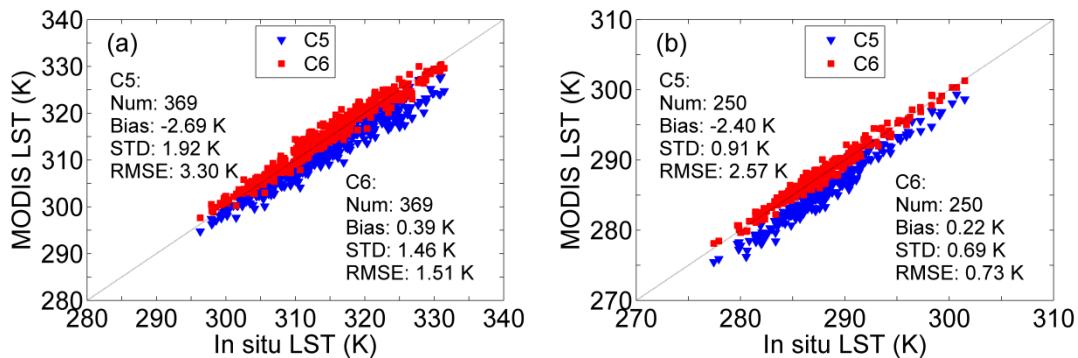 (a)
C5
C6
C5:
Num: 369
Bias: -2.69 K
STD: 1.92 K
RMSE: 3.30 K
C6:
Num: 369
Bias: 0.39 K
STD: 1.46 K
RMSE: 1.51 K
MODIS LST (K)
340
330
320
310
300
290
280
280 290 300 310 320 330 340
In situ LST (K)
(b)
C5
C6
C5:
Num: 250
Bias: -2.40 K
STD: 0.91 K
RMSE: 2.57 K
C6:
Num: 250
Bias: 0.22 K
STD: 0.69 K
RMSE: 0.73 K
MODIS LST (K)
310
300
290
280
270
270 280 290 300 310
In situ LST (K)